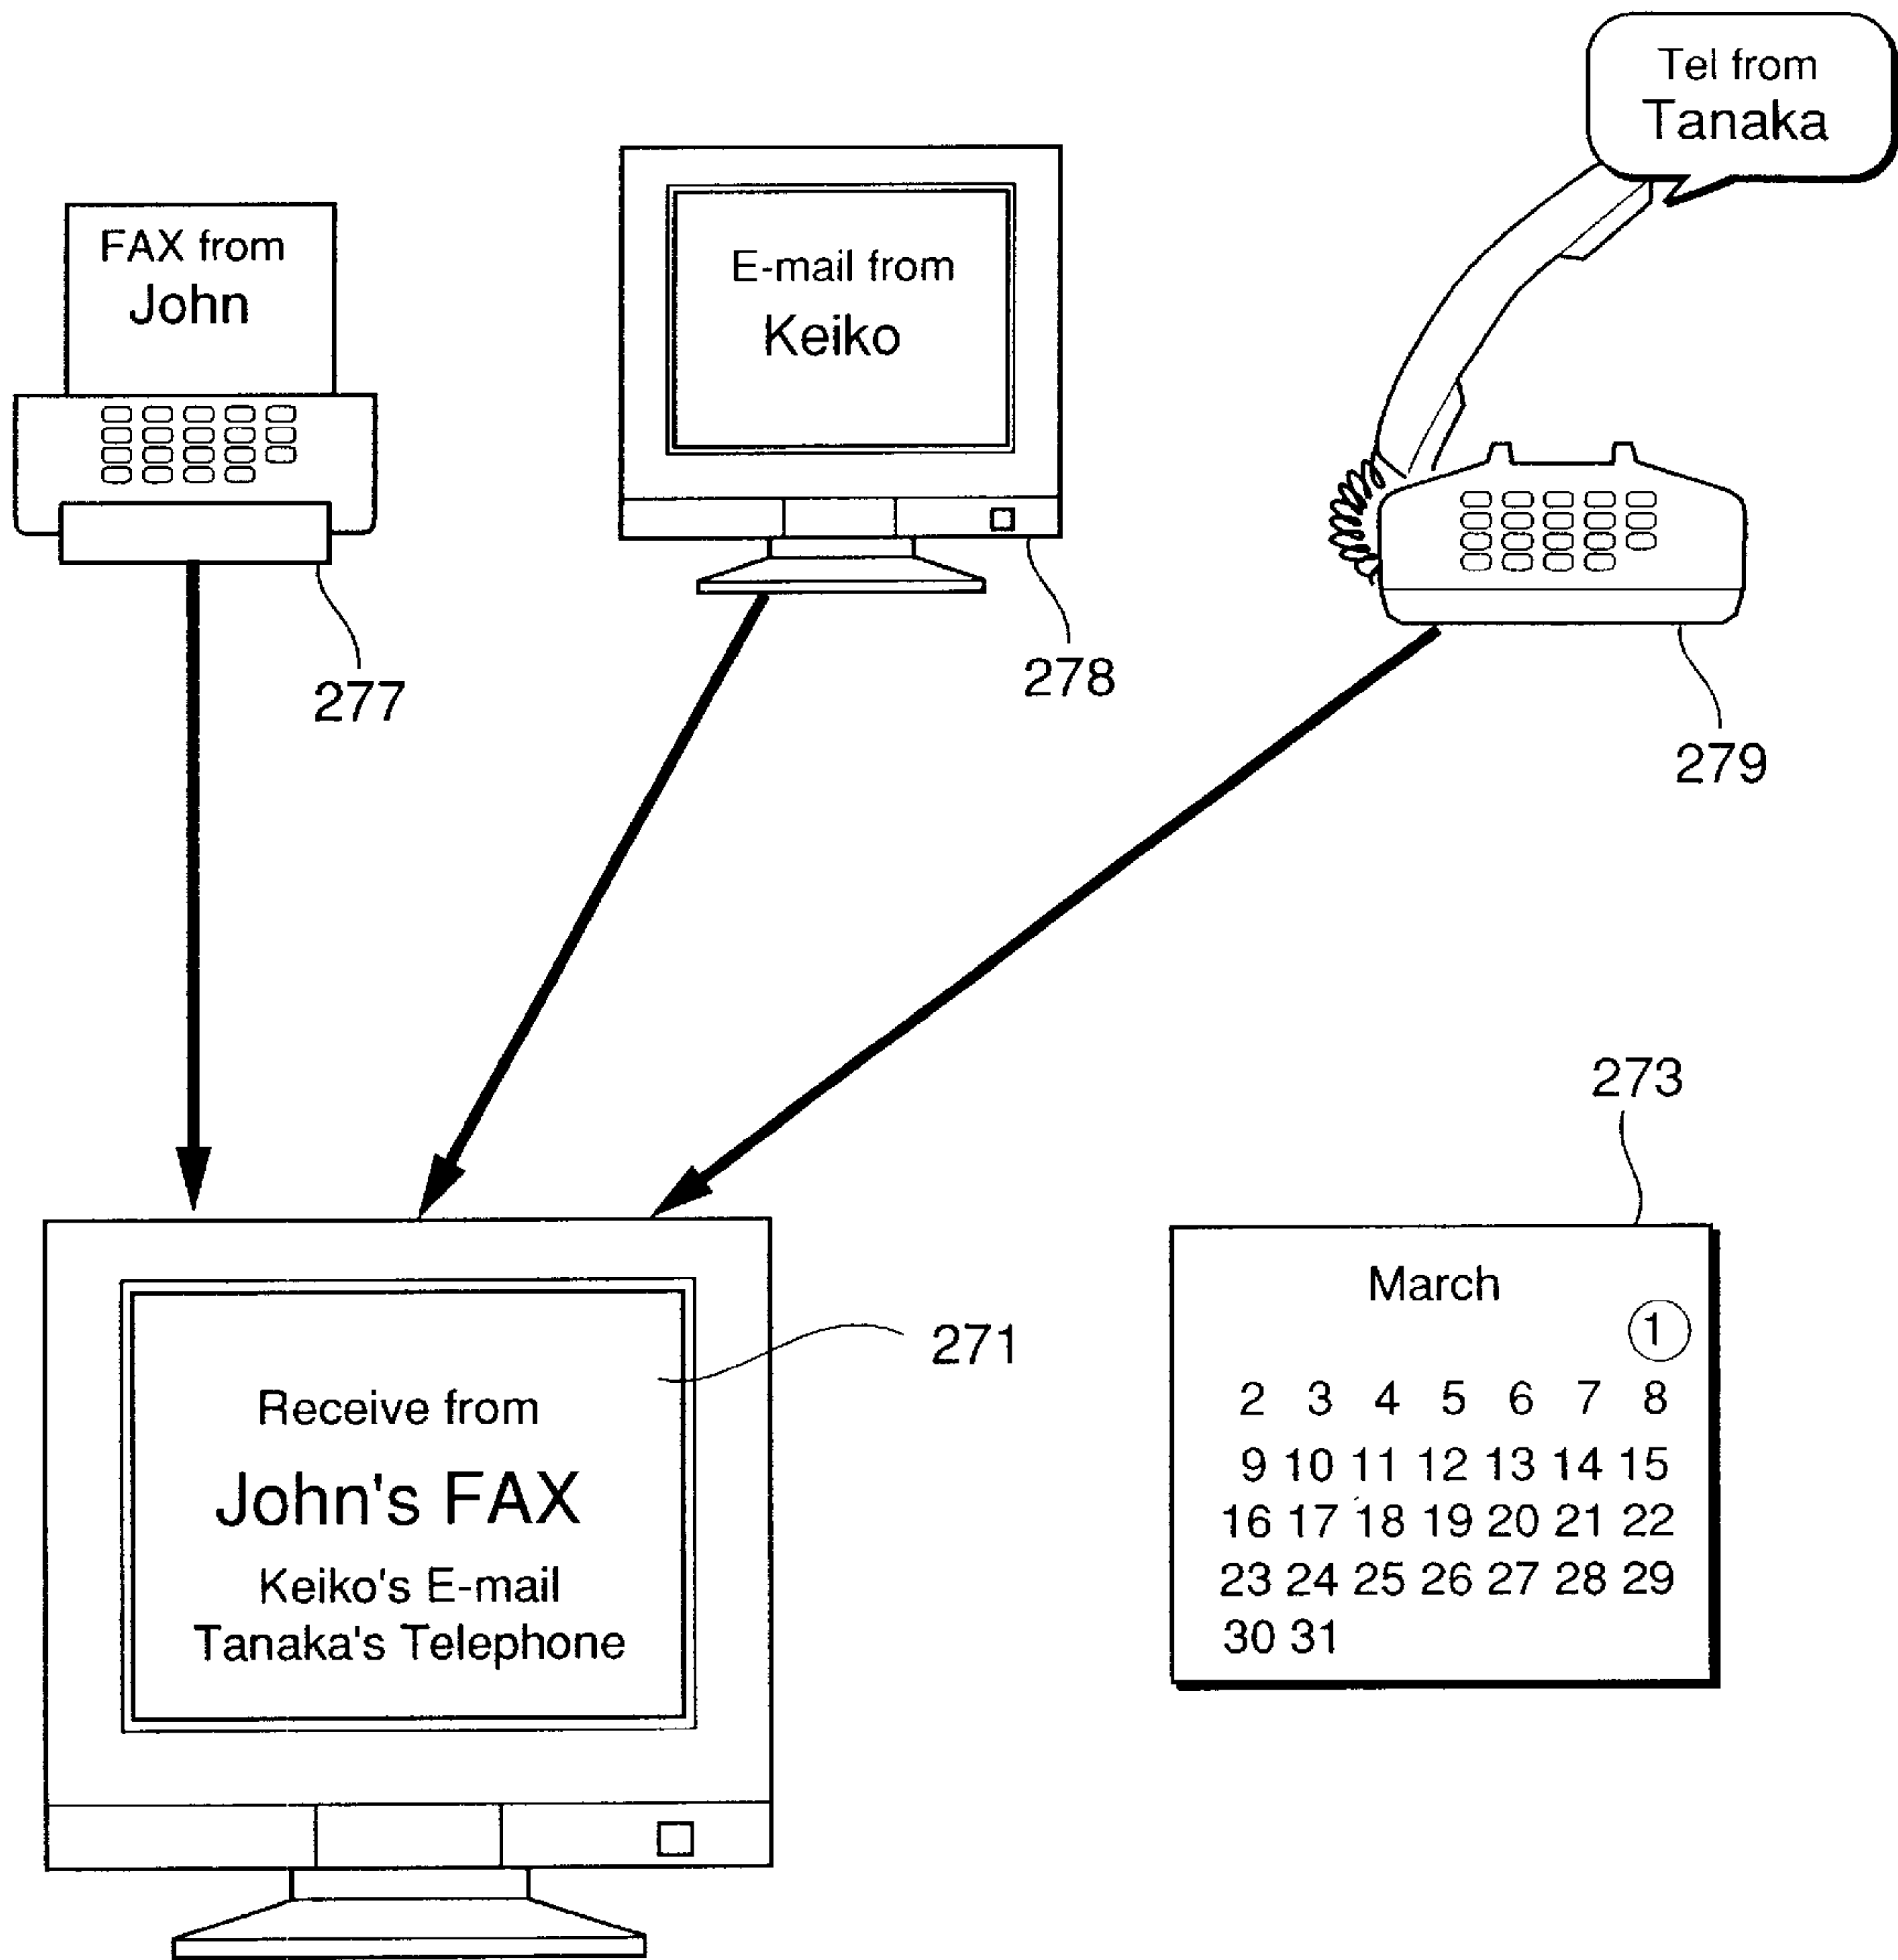 Tel from
Tanaka
FAX from
John
E-mail from
Keiko
277
278
279
273
271
Receive from
John's FAX
Keiko's E-mail
Tanaka's Telephone
March
1
2 3 4 5 6 7 8
9 10 11 12 13 14 15
16 17 18 19 20 21 22
23 24 25 26 27 28 29
30 31